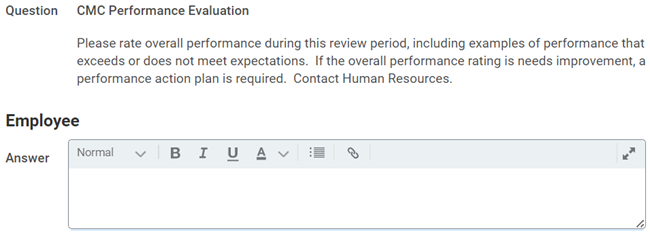 Question CMC Performance Evaluation
Please rate overall performance during this review period, including examples of performance that
exceeds or does not meet expectations.  If the overall performance rating is needs improvement, a
performance action plan is required.  Contact Human Resources.
Employee
Answer
Normal B I U A